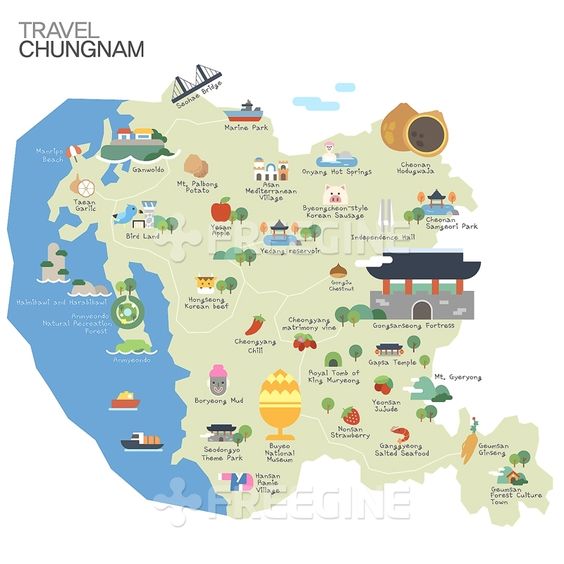 TRAVEL
CHUNGNAM
Seohae Bridge
Marine Park
Manripo
Beach
Ganwoldo
Mt. Palbong
Potato
Asan
Mediterranean
Village
Onyang Hot Springs
Cheonan
Hodugwala
Taean
Garlic
Bird Land
Yesan
Apple
Byeongcheon-style
Korean Sausage
Yedang reservoir
Independence Hall
Cheonan
Samgeori Park
FREEGINE
Halmibawi and Harabibawi
Anmyeondo
Natural Recreation
Forest
Hongseong
Korean beef
GongJu
Chestnut
Gongsanseong Fortress
Cheongyang
Chili
Cheongyang
matrimony vine
Gapsa Temple
Anmyeondo
Royal Tomb of
King Muryeong
Mt. Gyeryong
Boryeong Mud
Yeonsan
JuJude
Seodongyo
Theme Park
Buyeo
National
Museum
Nonsan
Strawberry
Ganggyeong
Salted Seafood
Geumsan
Ginseng
Hansan
Ramie
Village
Geumsan
Forest Culture
Town
FREEGINE